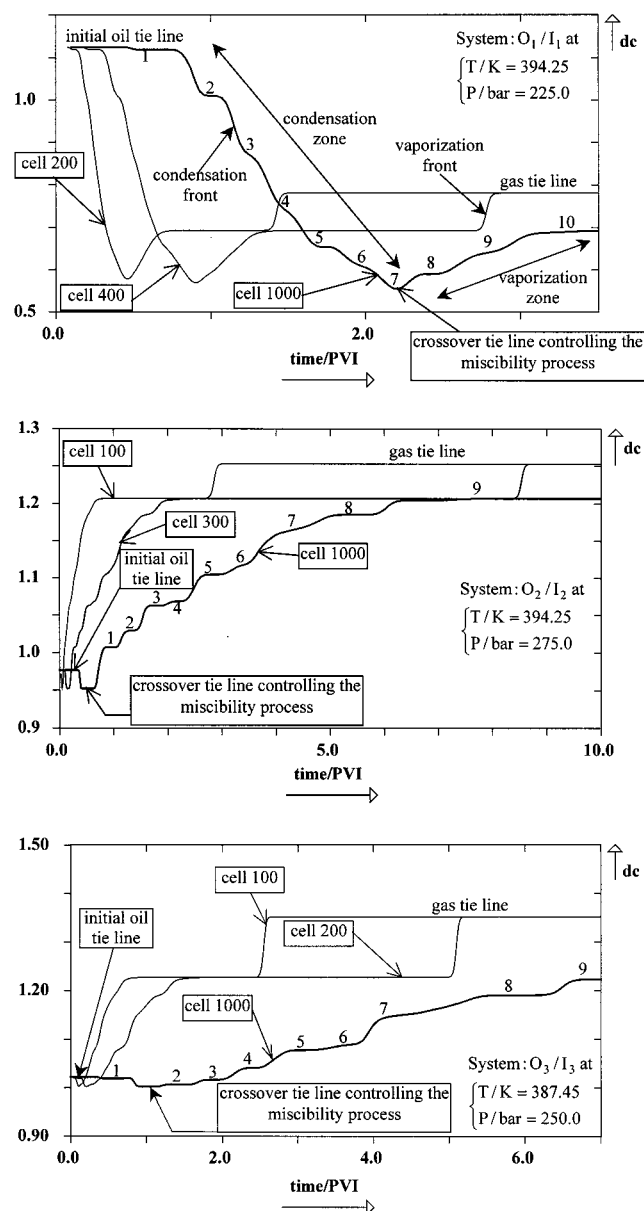 initial oil tie line
System: O1 / I1 at
T / K = 394.25
P / bar = 225.0
dc
1.0
0.5
0.0
2.0
1
2
3
4
5
6
7
8
9
10
cell 200
cell 400
cell 1000
condensation
zone
condensation
front
vaporization
front
gas tie line
vaporization
zone
crossover tie line controlling the
miscibility process
time/PVI
1.3
1.2
1.1
1.0
0.9
0.0
5.0
10.0
dc
cell 100
gas tie line
cell 300
initial oil
tie line
cell 1000
1
2
3
4
5
6
7
8
9
System: O2 / I2 at
T / K = 394.25
P / bar = 275.0
crossover tie line controlling the
miscibility process
time/PVI
1.50
1.20
0.90
0.0
2.0
4.0
6.0
dc
cell 100
initial oil
tie line
gas tie line
cell 200
cell 1000
1
2
3
4
5
6
7
8
9
System: O3 / I3 at
T / K = 387.45
P / bar = 250.0
crossover tie line controlling the
miscibility process
time/PVI